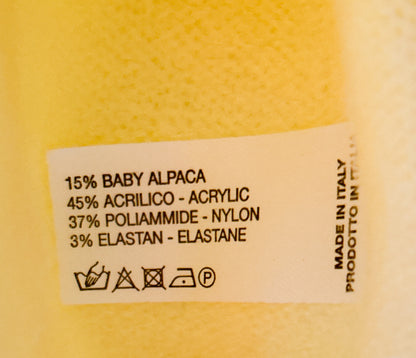 15% BABY ALPACA
45% ACRILICO - ACRYLIC
37% POLIAMMIDE - NYLON
3% ELASTAN - ELASTANE
P
MADE IN ITALY
PRODOTTO IN ITALIA